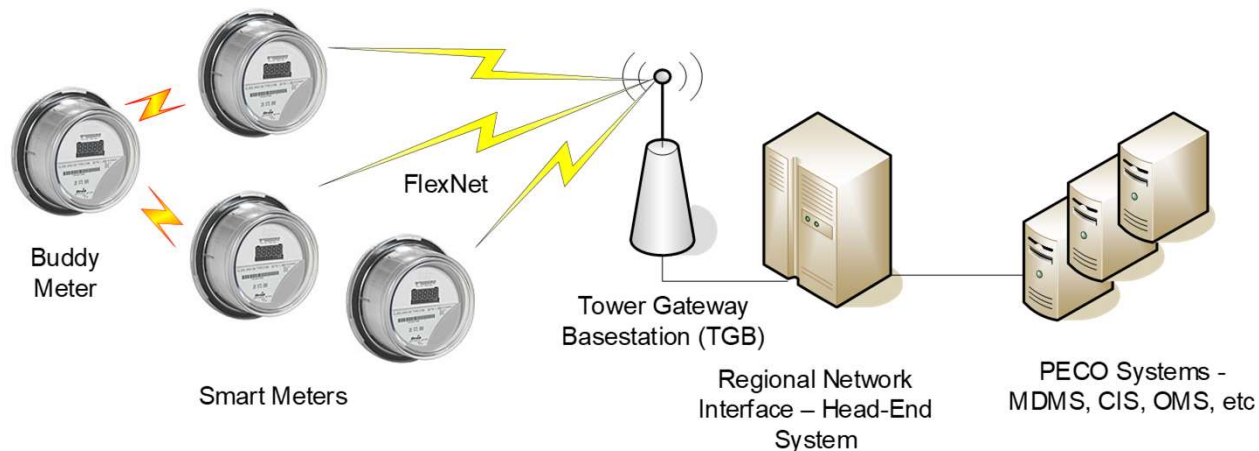 FlexNet
Buddy
Meter
Smart Meters
Tower Gateway
Basestation (TGB)
Regional Network
Interface – Head-End
System
PECO Systems -
MDMS, CIS, OMS, etc